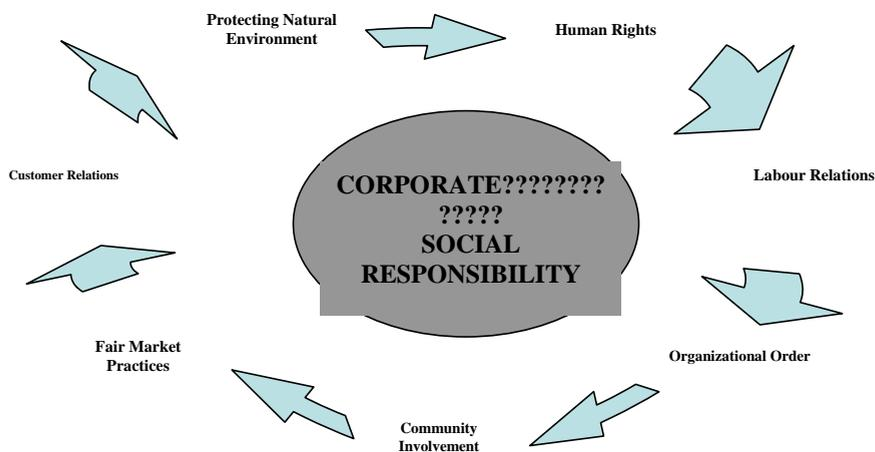 Protecting Natural
Environment
Human Rights
Customer Relations
CORPORATE????????
?????
SOCIAL
RESPONSIBILITY
Labour Relations
Fair Market
Practices
Organizational Order
Community
Involvement